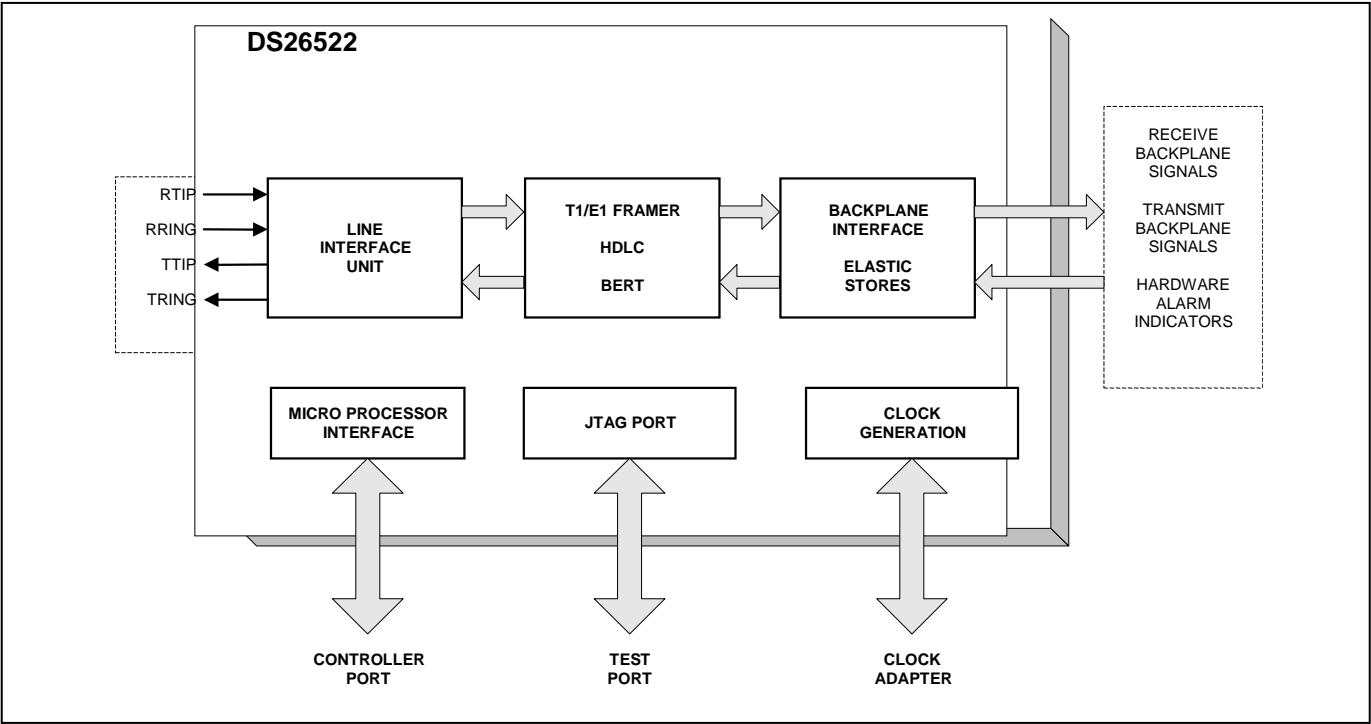 DS26522
RTIP
RRING
TTIP
TRING
LINE
INTERFACE
UNIT
T1/E1 FRAMER
HDLC
BERT
BACKPLANE
INTERFACE
ELASTIC
STORES
RECEIVE
BACKPLANE
SIGNALS
TRANSMIT
BACKPLANE
SIGNALS
HARDWARE
ALARM
INDICATORS
MICRO PROCESSOR
INTERFACE
JTAG PORT
CLOCK
GENERATION
CONTROLLER
PORT
TEST
PORT
CLOCK
ADAPTER